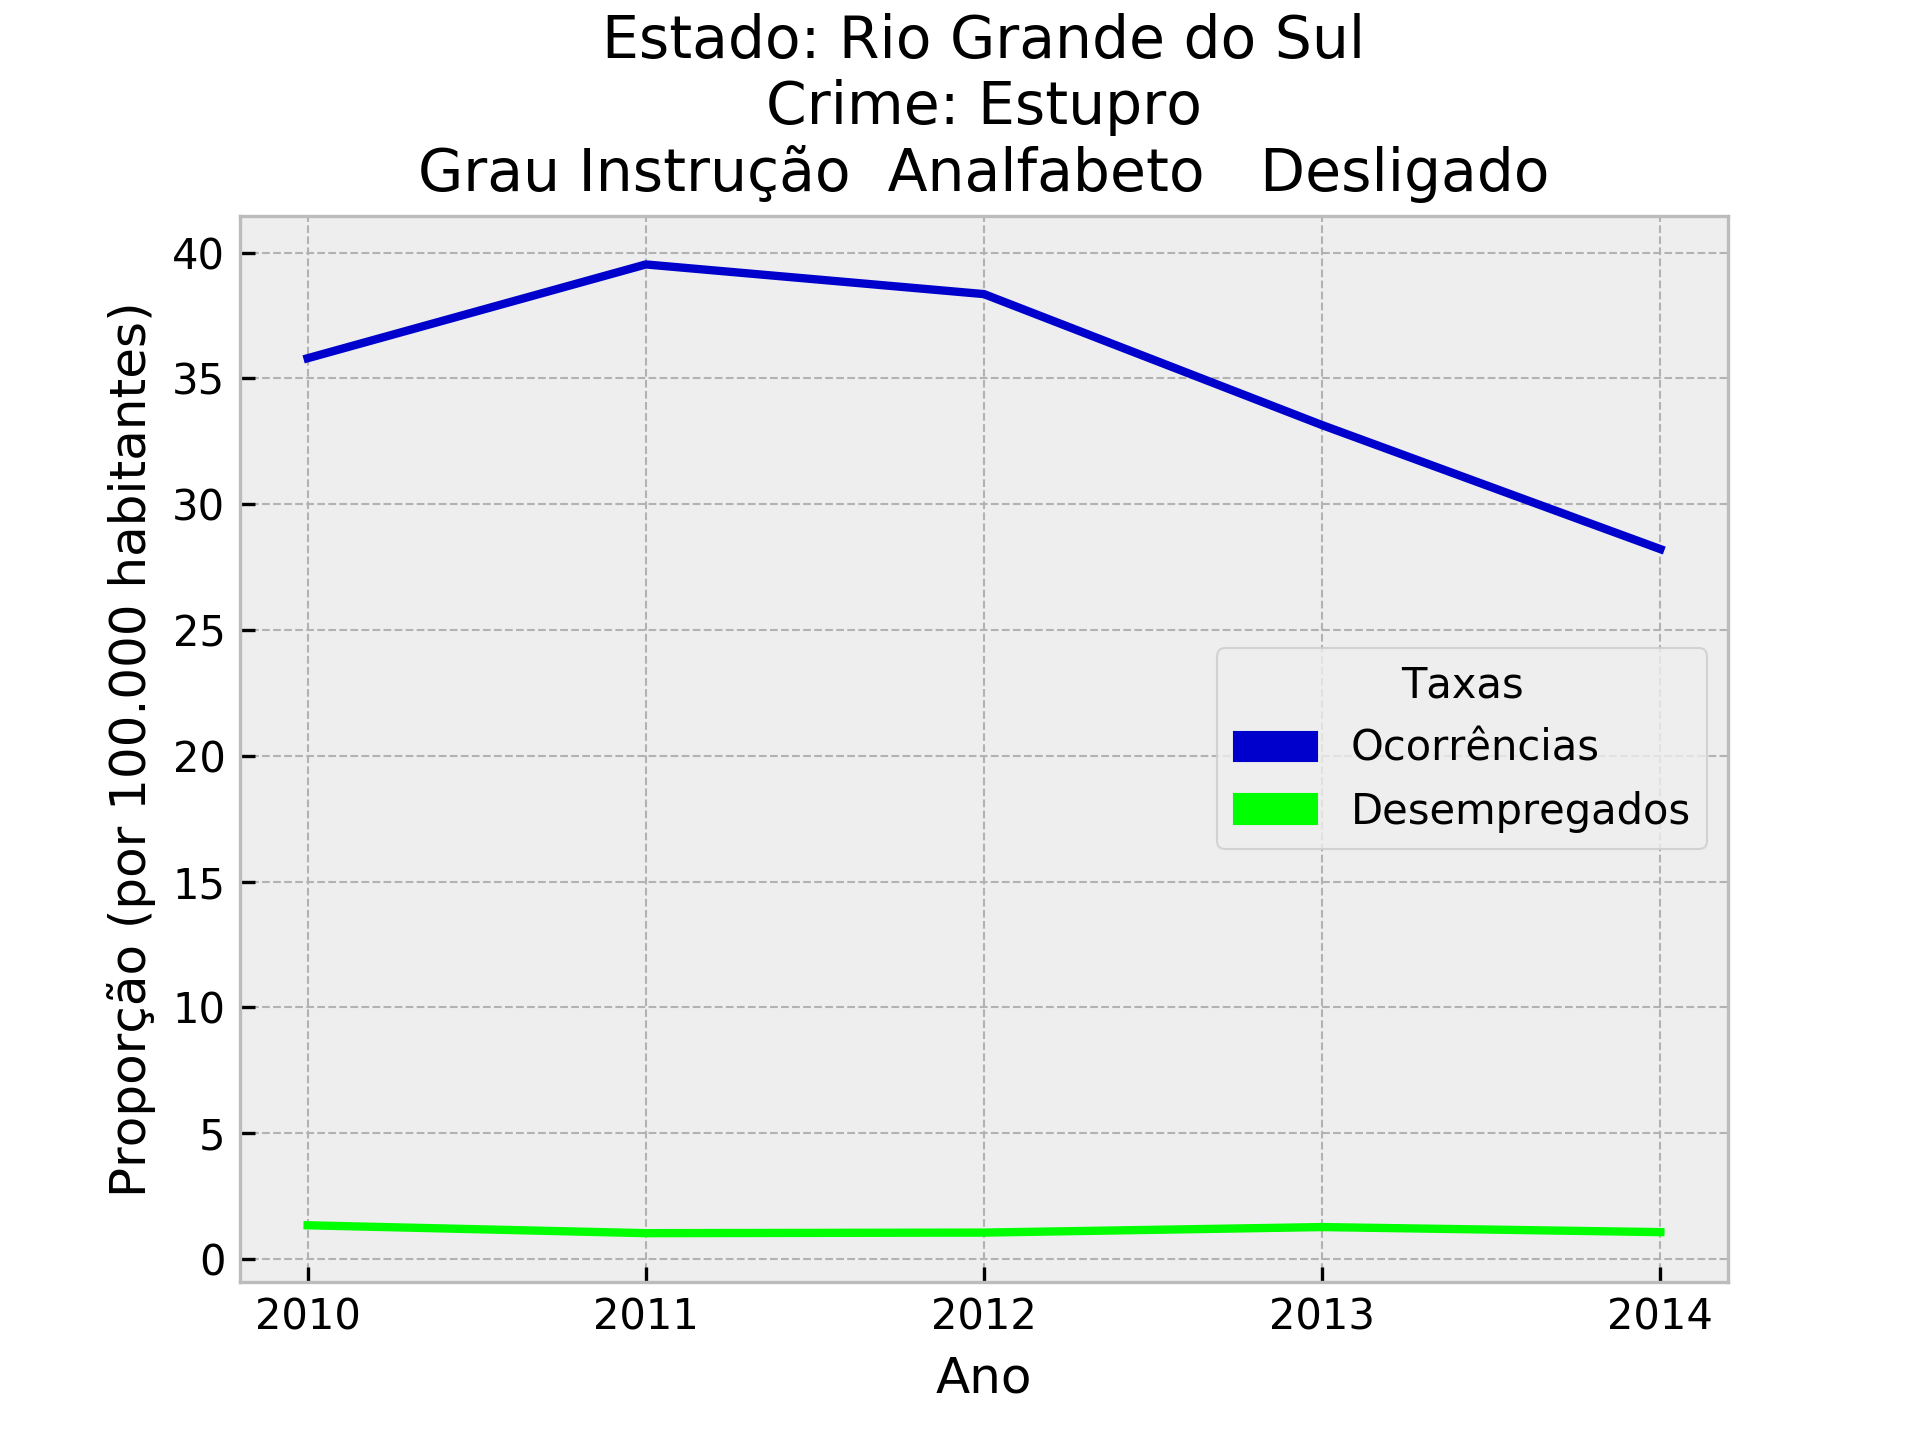 Estado: Rio Grande do Sul
Crime: Estupro
Grau Instrução  Analfabeto   Desligado
Proporção (por 100.000 habitantes)
40
35
30
25
20
15
10
5
0
Taxas
Ocorrências
Desempregados
2010 2011 2012 2013 2014
Ano